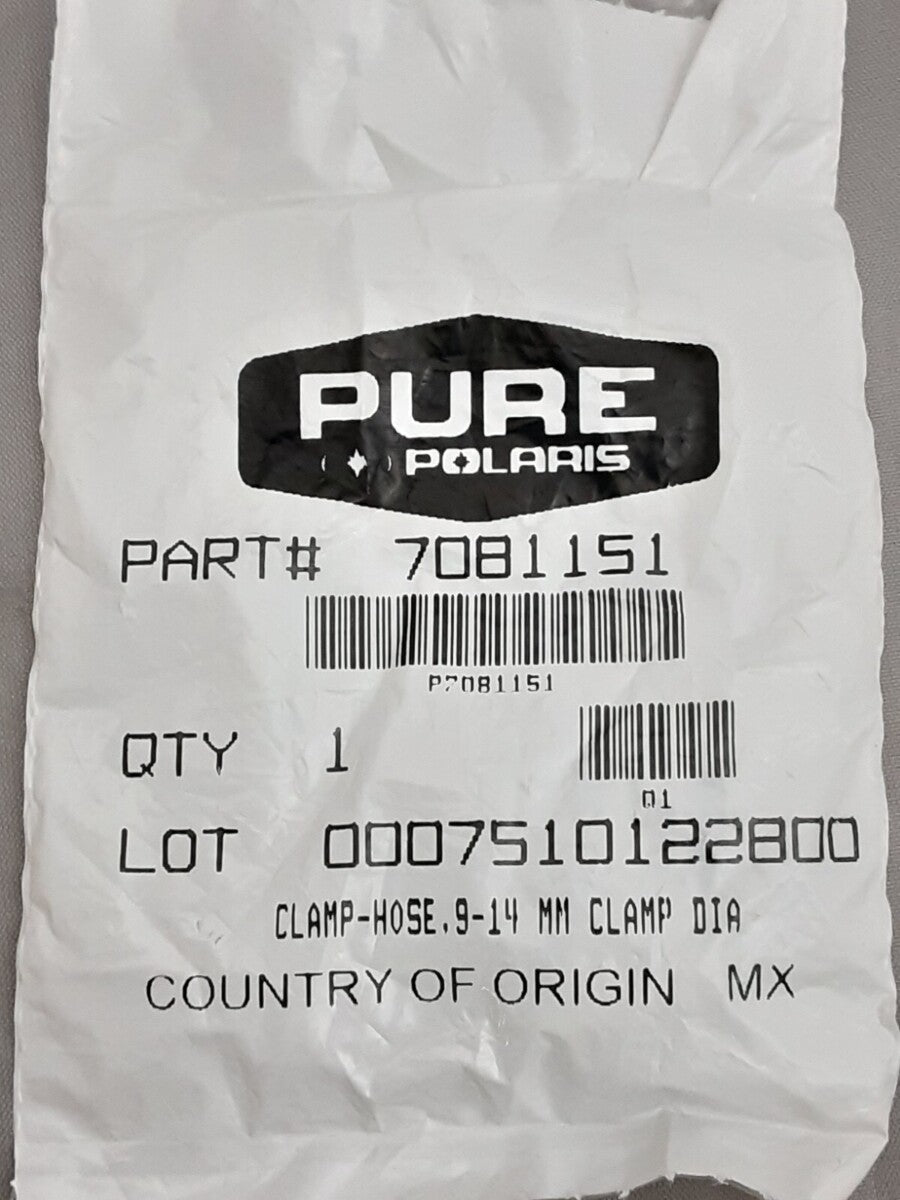 PURE
POLARIS
PART# 7081151
P7081151
QTY 1
Q1
LOT 0007510122800
CLAMP-HOSE,9-14 MM CLAMP DIA
COUNTRY OF ORIGIN MX